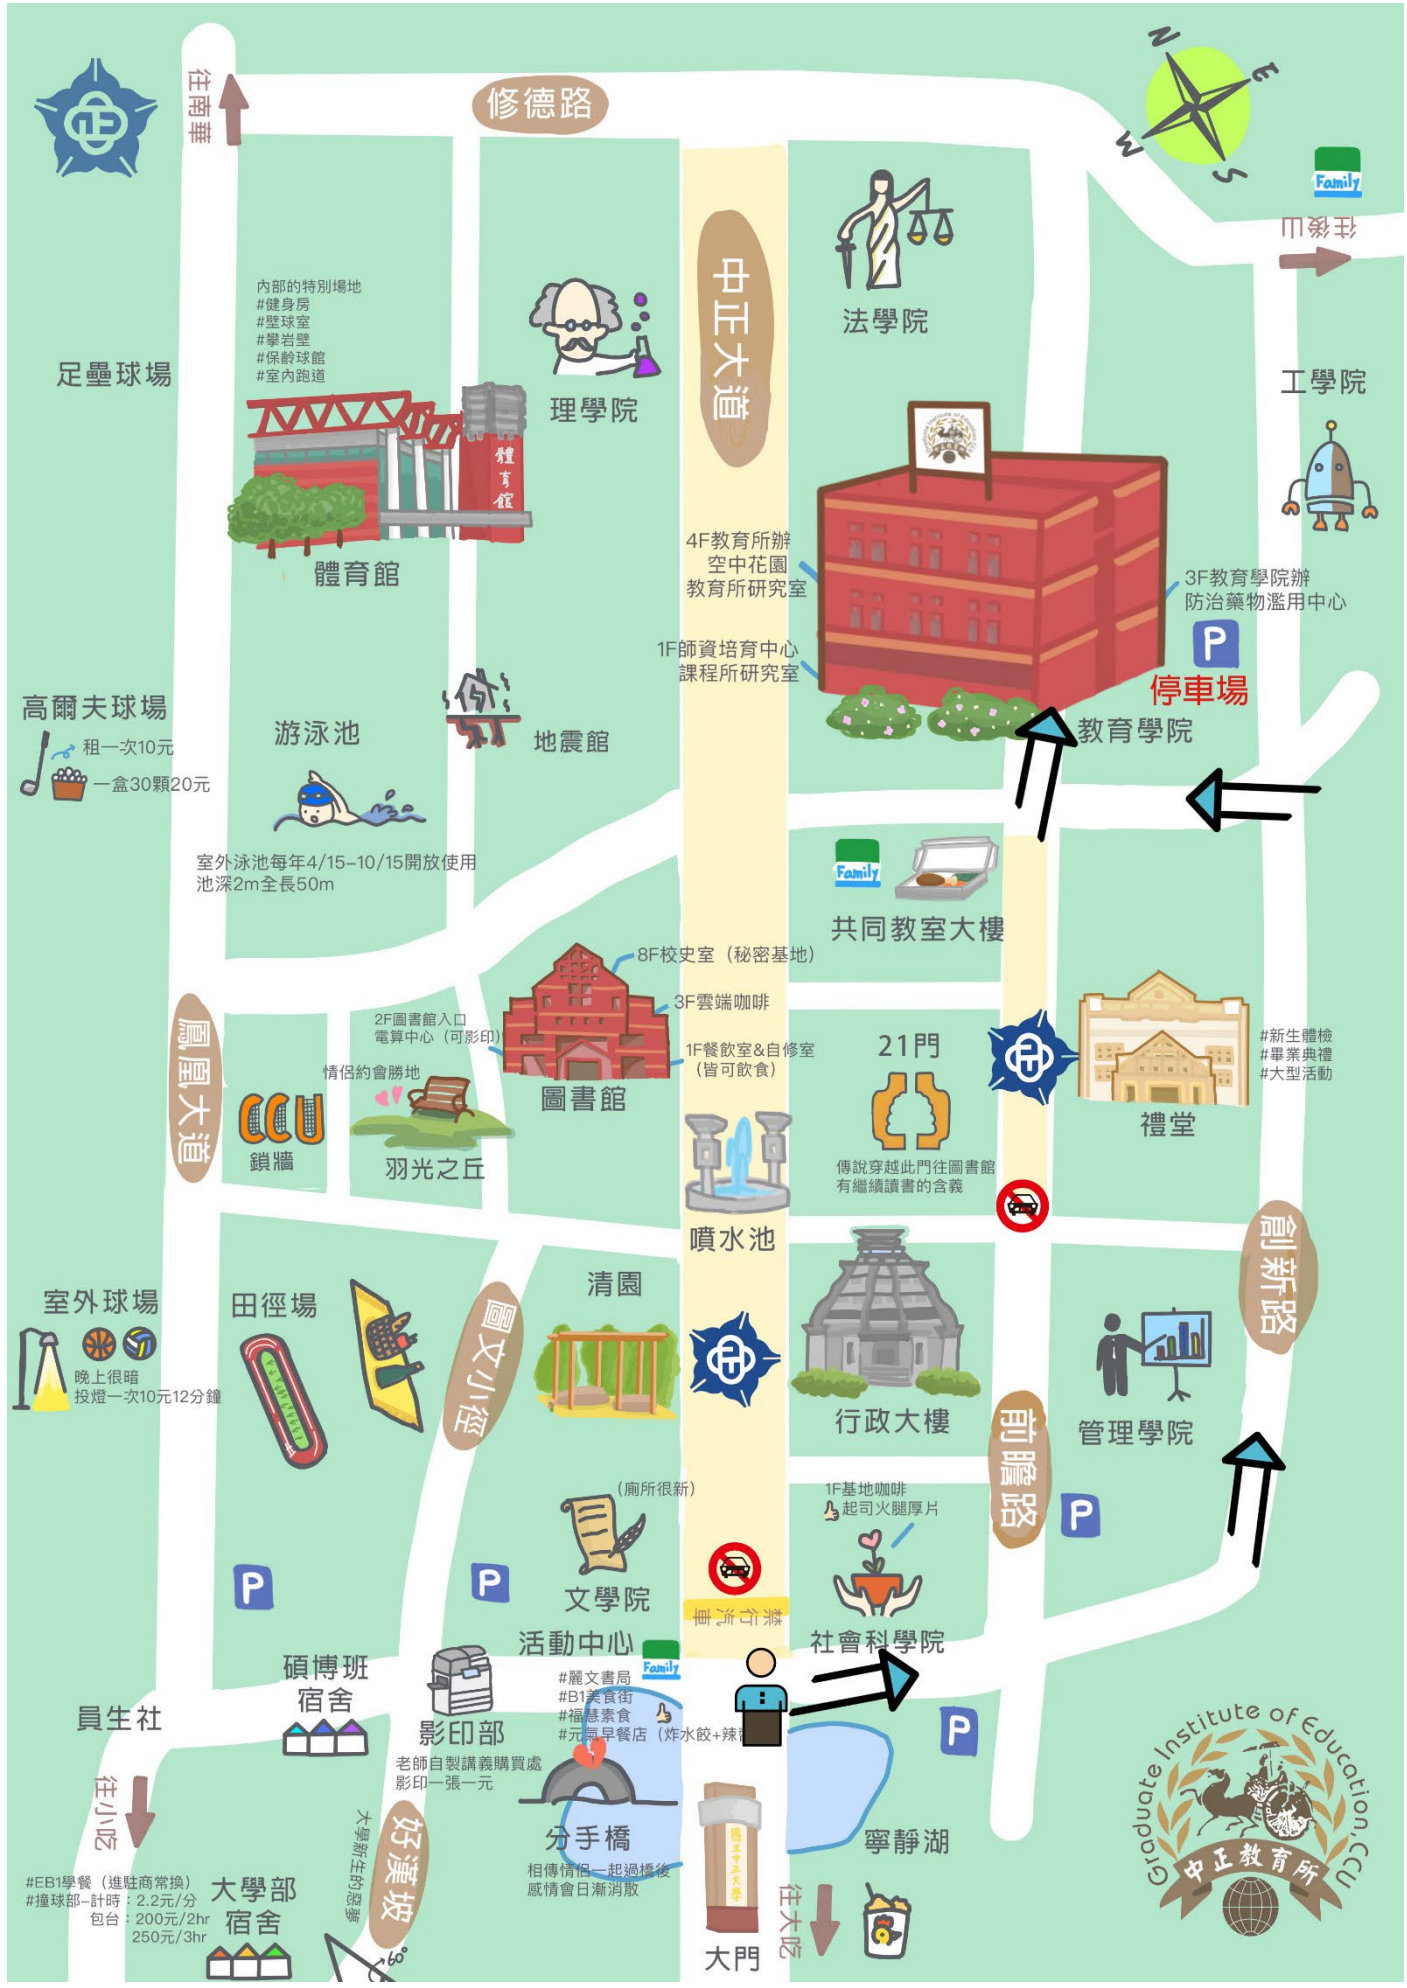 修德路
往南華
N
E
W
S
Family
往後山
中正大道
法學院
內部的特別場地
#健身房
#壁球室
#攀岩壁
#保齡球館
#室內跑道
足壘球場
理學院
工學院
體育館
體育館
4F教育所辦
空中花園
教育所研究室
3F教育學院辦
防治藥物濫用中心
P
停車場
1F師資培育中心
課程所研究室
教育學院
高爾夫球場
租一次10元
一盒30顆20元
游泳池
地震館
室外泳池每年4/15-10/15開放使用
池深2m全長50m
Family
共同教室大樓
8F校史室（秘密基地）
3F雲端咖啡
2F圖書館入口
電算中心（可影印）
1F餐飲室&自修室
（皆可飲食）
圖書館
情侶約會勝地
羽光之丘
鳳凰大道
CCU
鎖牆
21門
傳說穿越此門往圖書館
有繼續讀書的含義
#新生體檢
#畢業典禮
#大型活動
禮堂
噴水池
創新路
室外球場
晚上很暗
投燈一次10元12分鐘
田徑場
圖文小徑
清園
行政大樓
前瞻路
管理學院
P
(廁所很新)
文學院
1F基地咖啡
起司火腿厚片
社會科學院
禁行汽車
P
P
活動中心
Family
#麗文書局
#B1美食街
#福慧素食
#元氣早餐店（炸水餃+辣
碩博班
宿舍
影印部
老師自製講義購買處
影印一張一元
員生社
往小吃
P
分手橋
相傳情侶一起過橋後
感情會日漸消散
寧靜湖
國立中正大學
大門
往大吃
好漢坡
大學新生的惡夢
60°
#EB1學餐（進駐商常換）
#撞球部-計時：2.2元/分
包台：200元/2hr
250元/3hr
大學部
宿舍
Graduate Institute of Education, CCU
中正教育所